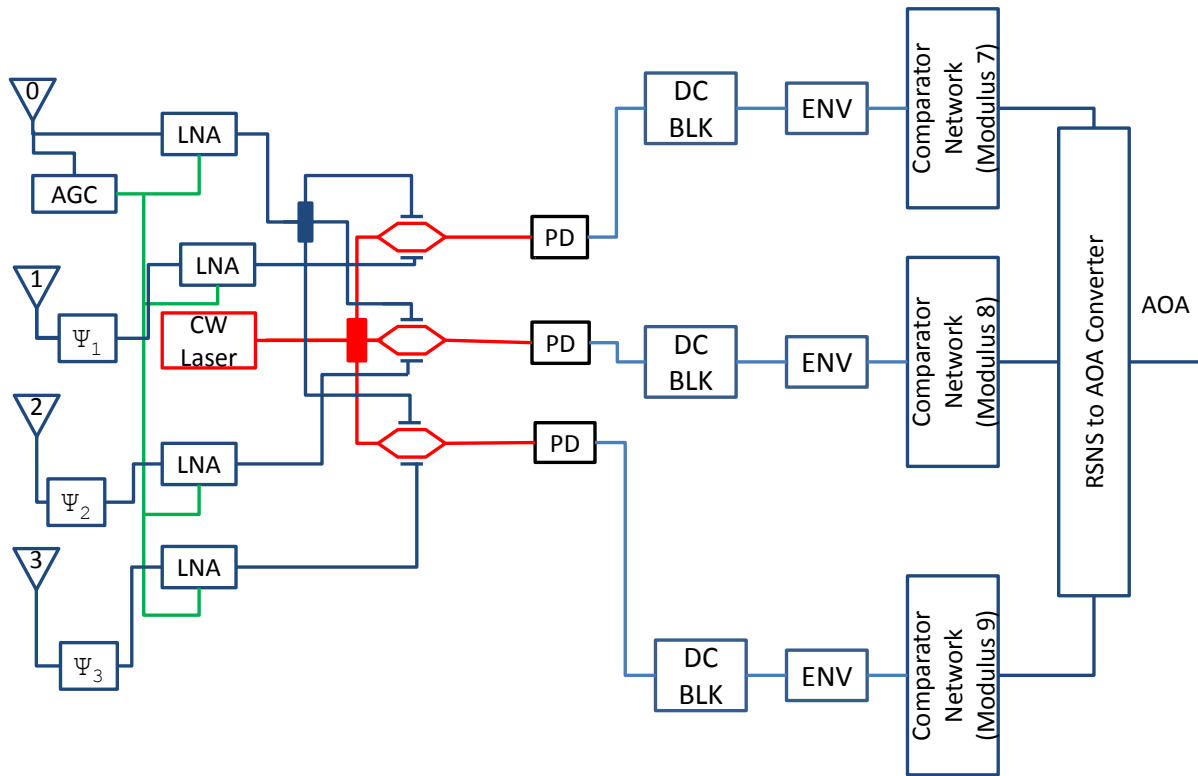 0
LNA
AGC
1
Ψ1
LNA
CW
Laser
2
Ψ2
LNA
3
Ψ3
LNA
PD
PD
PD
DC
BLK
ENV
Comparator
Network
(Modulus 7)
DC
BLK
ENV
Comparator
Network
(Modulus 8)
DC
BLK
ENV
Comparator
Network
(Modulus 9)
RSNS to AOA Converter
AOA